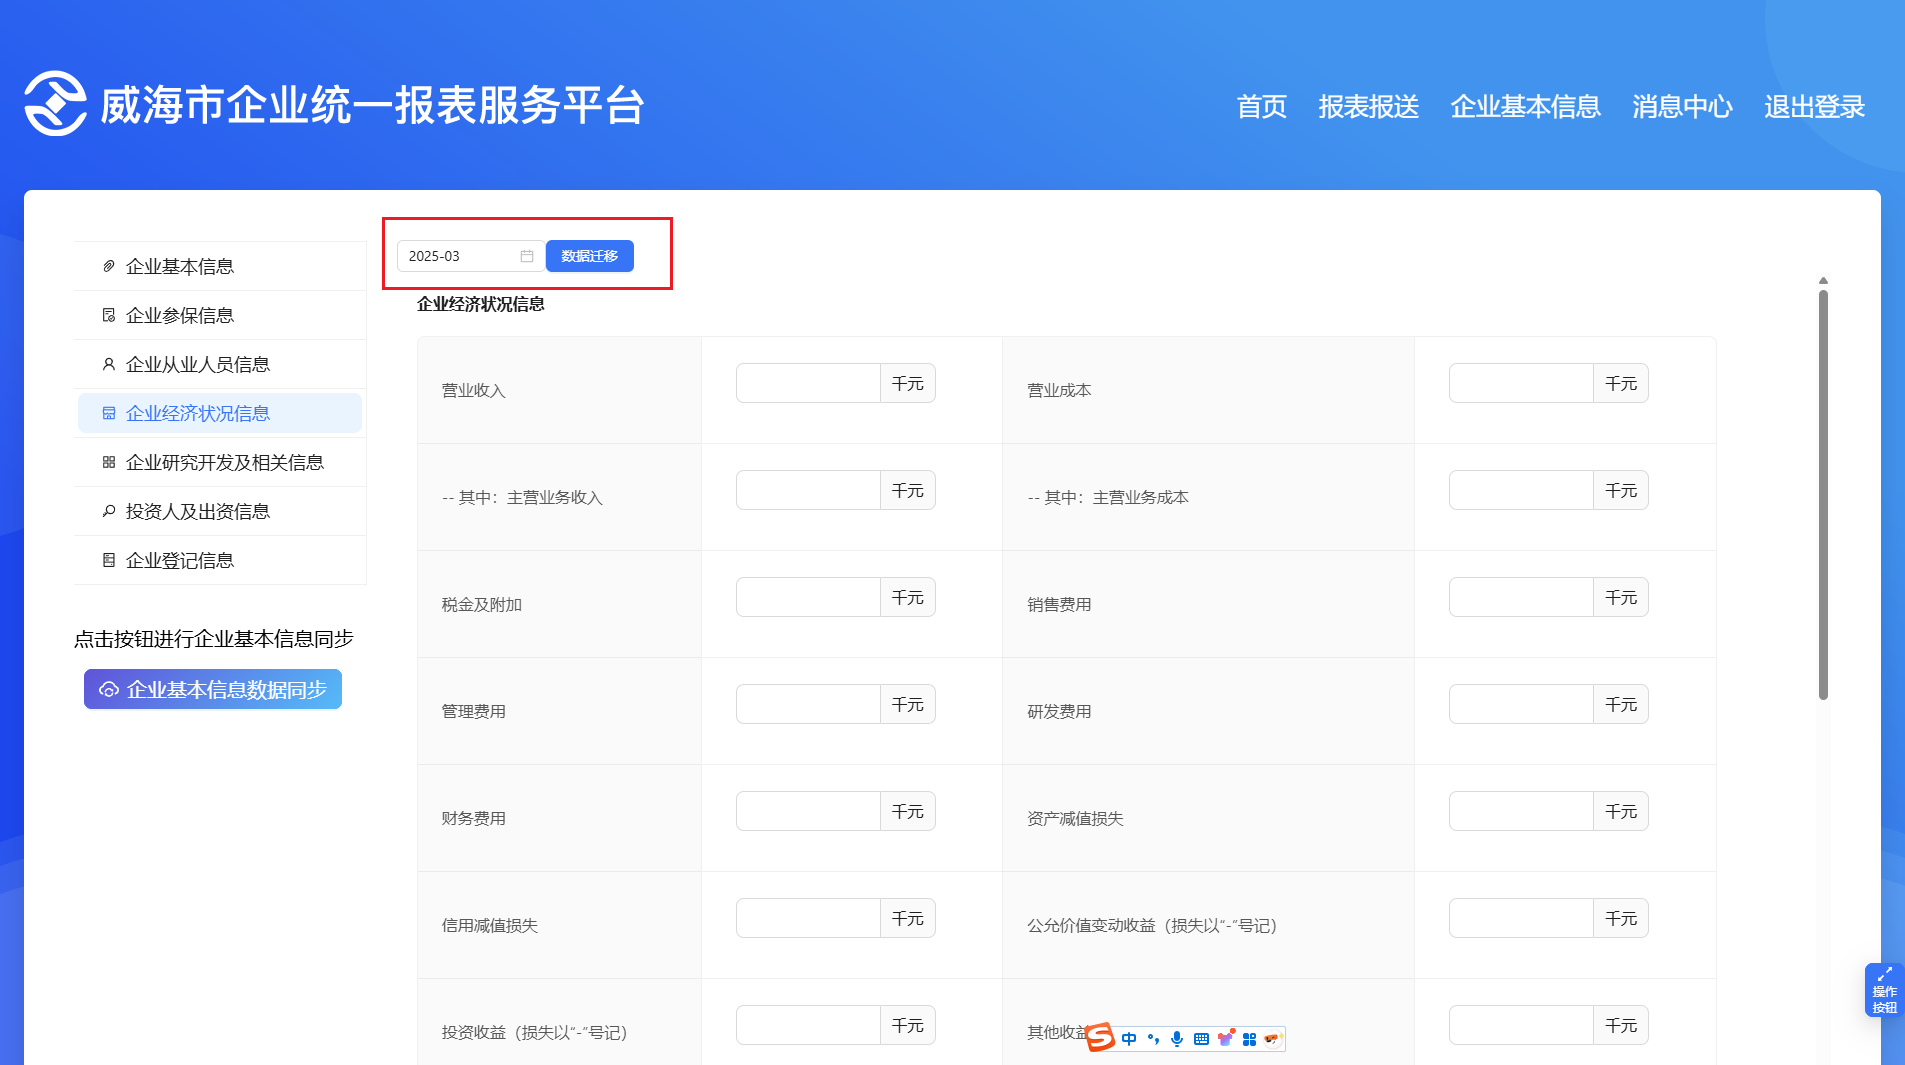 威海市企业统一报表服务平台
首页 报表报送 企业基本信息 消息中心 退出登录
企业基本信息
企业参保信息
企业从业人员信息
企业经济状况信息
企业研究开发及相关信息
投资人及出资信息
企业登记信息
点击按钮进行企业基本信息同步
企业基本信息数据同步
2025-03 数据迁移
企业经济状况信息
营业收入 千元 营业成本 千元
-- 其中：主营业务收入 千元 -- 其中：主营业务成本 千元
税金及附加 千元 销售费用 千元
管理费用 千元 研发费用 千元
财务费用 千元 资产减值损失 千元
信用减值损失 千元 公允价值变动收益（损失以“-”号记） 千元
投资收益（损失以“-”号记） 千元 其他收益 千元
中
操作
按钮